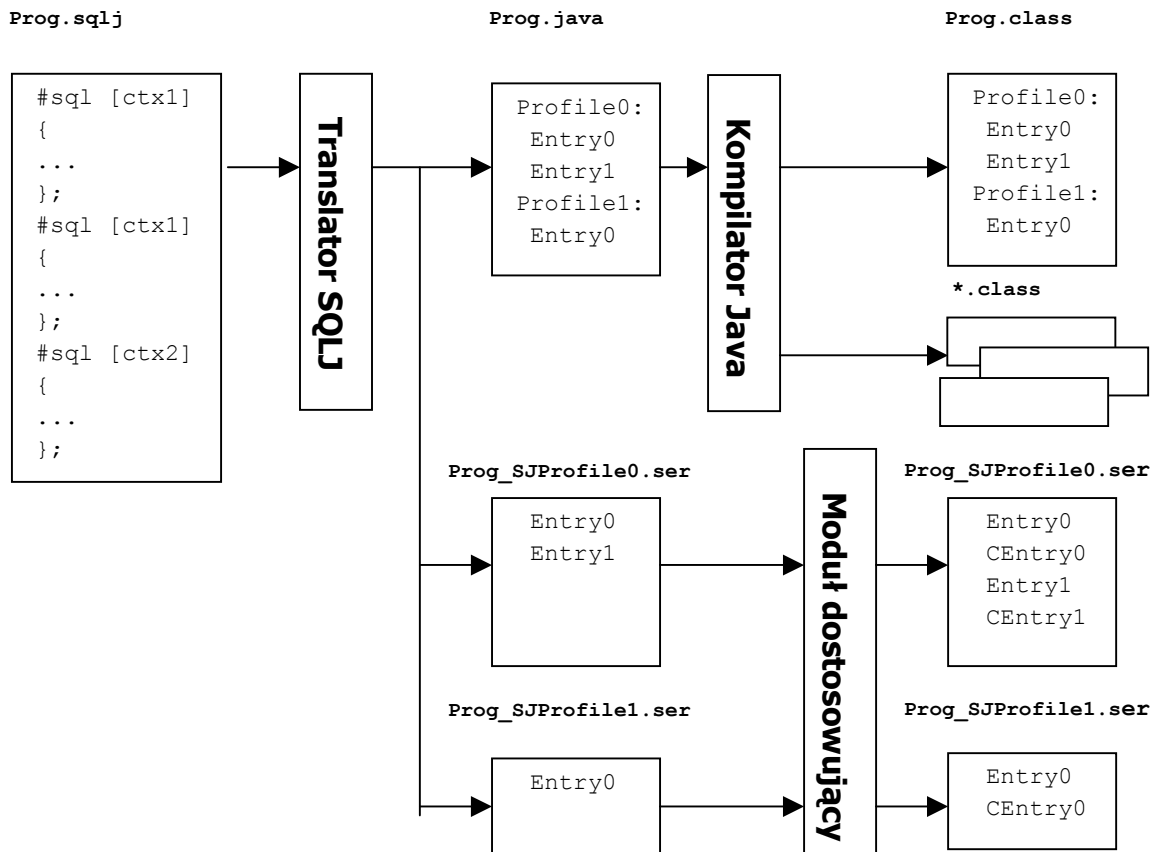 Prog.sqlj
#sql [ctx1]
{
...
};
#sql [ctx1]
{
...
};
#sql [ctx2]
{
...
};
Translator SQLJ
Prog.java
Profile0:
Entry0
Entry1
Profile1:
Entry0
Kompilator Java
Prog.class
Profile0:
Entry0
Entry1
Profile1:
Entry0
*.class
Prog_SJProfile0.ser
Entry0
Entry1
Prog_SJProfile1.ser
Entry0
Moduł dostosowujący
Prog_SJProfile0.ser
Entry0
CEntry0
Entry1
CEntry1
Prog_SJProfile1.ser
Entry0
CEntry0